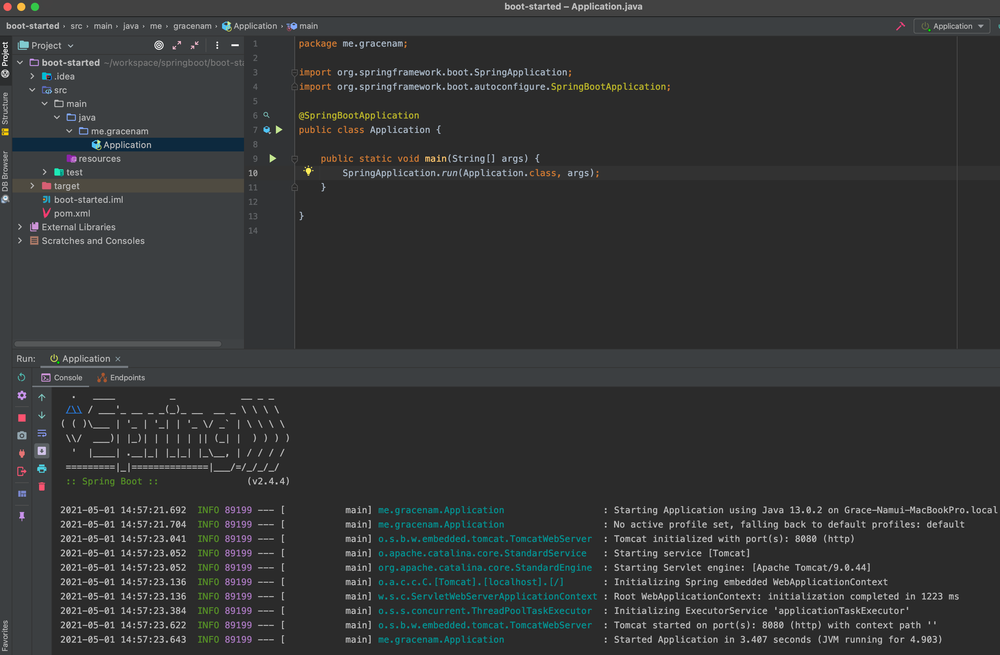 boot-started – Application.java
boot-started › src › main › java › me › gracenam › Application › main
Application
Project
Project
Structure
DB Browser
Favorites
boot-started ~/workspace/springboot/boot-sta
.idea
src
main
java
me.gracenam
Application
resources
test
target
boot-started.iml
pom.xml
External Libraries
Scratches and Consoles
1 package me.gracenam;
2
3 import org.springframework.boot.SpringApplication;
4 import org.springframework.boot.autoconfigure.SpringBootApplication;
5
6 @SpringBootApplication
7 public class Application {
8
9     public static void main(String[] args) {
10         SpringApplication.run(Application.class, args);
11     }
12
13 }
14
Run: Application ×
Console Endpoints
  .   ____          _            __ _ _
 /\\ / ___'_ __ _ _(_)_ __  __ _ \ \ \ \
( ( )\___ | '_ | '_| | '_ \/ _` | \ \ \ \
 \\/  ___)| |_)| | | | | || (_| |  ) ) ) )
  '  |____| .__|_| |_|_| |_\__, | / / / /
 =========|_|==============|___/=/_/_/_/
 :: Spring Boot ::                (v2.4.4)
2021-05-01 14:57:21.692  INFO 89199 --- [           main] me.gracenam.Application                  : Starting Application using Java 13.0.2 on Grace-Namui-MacBookPro.local
2021-05-01 14:57:21.704  INFO 89199 --- [           main] me.gracenam.Application                  : No active profile set, falling back to default profiles: default
2021-05-01 14:57:23.041  INFO 89199 --- [           main] o.s.b.w.embedded.tomcat.TomcatWebServer  : Tomcat initialized with port(s): 8080 (http)
2021-05-01 14:57:23.052  INFO 89199 --- [           main] o.apache.catalina.core.StandardService   : Starting service [Tomcat]
2021-05-01 14:57:23.052  INFO 89199 --- [           main] org.apache.catalina.core.StandardEngine  : Starting Servlet engine: [Apache Tomcat/9.0.44]
2021-05-01 14:57:23.136  INFO 89199 --- [           main] o.a.c.c.C.[Tomcat].[localhost].[/]       : Initializing Spring embedded WebApplicationContext
2021-05-01 14:57:23.136  INFO 89199 --- [           main] w.s.c.ServletWebServerApplicationContext : Root WebApplicationContext: initialization completed in 1223 ms
2021-05-01 14:57:23.384  INFO 89199 --- [           main] o.s.s.concurrent.ThreadPoolTaskExecutor  : Initializing ExecutorService 'applicationTaskExecutor'
2021-05-01 14:57:23.622  INFO 89199 --- [           main] o.s.b.w.embedded.tomcat.TomcatWebServer  : Tomcat started on port(s): 8080 (http) with context path ''
2021-05-01 14:57:23.643  INFO 89199 --- [           main] me.gracenam.Application                  : Started Application in 3.407 seconds (JVM running for 4.903)